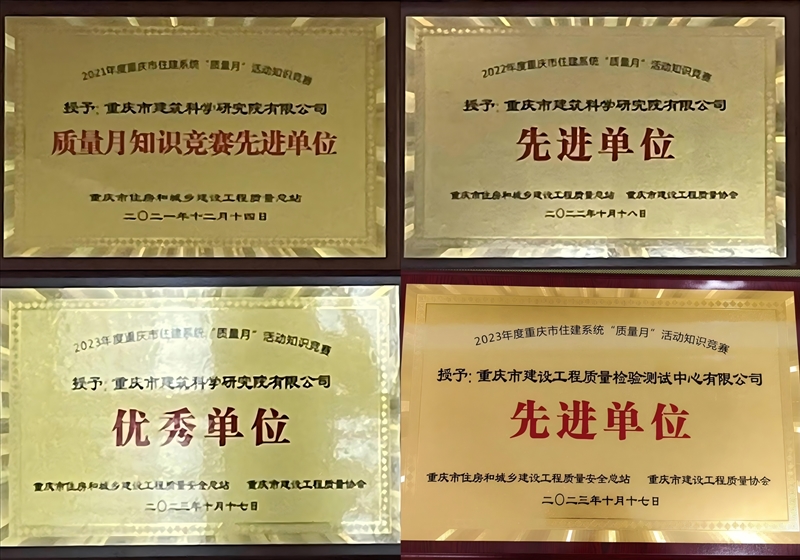 2021年度重庆市住建系统“质量月”活动知识竞赛
授予：重庆市建筑科学研究院有限公司
质量月知识竞赛先进单位
重庆市住房和城乡建设工程质量总站
二〇二一年十二月十四日
2022年度重庆市住建系统“质量月”活动知识竞赛
授予：重庆市建筑科学研究院有限公司
先进单位
重庆市住房和城乡建设工程质量总站 重庆市建设工程质量协会
二〇二二年十月十八日
2023年度重庆市住建系统“质量月”活动知识竞赛
授予：重庆市建筑科学研究院有限公司
优秀单位
重庆市住房和城乡建设工程质量安全总站 重庆市建设工程质量协会
二〇二三年十月十七日
2023年度重庆市住建系统“质量月”活动知识竞赛
授予：重庆市建设工程质量检验测试中心有限公司
先进单位
重庆市住房和城乡建设工程质量安全总站 重庆市建设工程质量协会
二〇二三年十月十七日